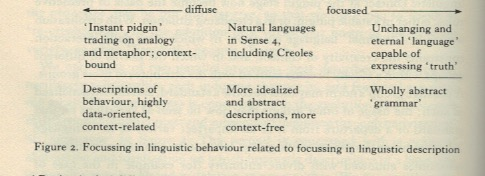 diffuse focussed
'Instant pidgin'
trading on analogy
and metaphor; context-
bound
Natural languages
in Sense 4,
including Creoles
Unchanging and
eternal 'language'
capable of
expressing 'truth'
Descriptions of
behaviour, highly
data-oriented,
context-related
More idealized
and abstract
descriptions, more
context-free
Wholly abstract
'grammar'
Figure 2. Focussing in linguistic behaviour related to focussing in linguistic description